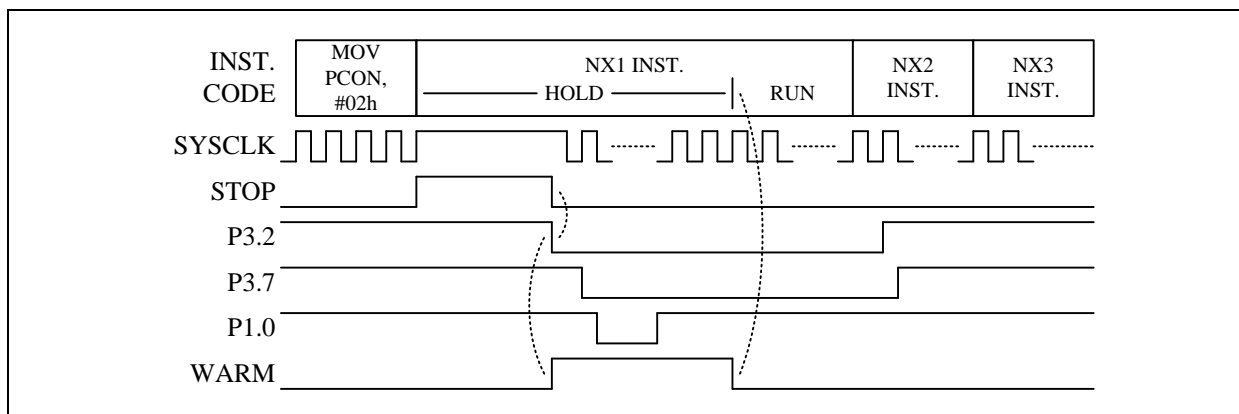 INST.
CODE
MOV
PCON,
#02h
NX1 INST.
HOLD
RUN
NX2
INST.
NX3
INST.
SYSCLK
STOP
P3.2
P3.7
P1.0
WARM